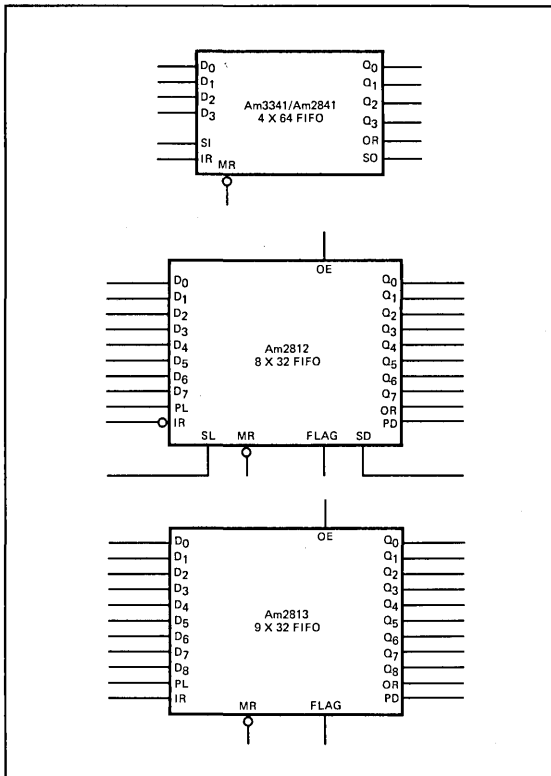 D0 Q0
D1 Q1
D2 Am3341/Am2841 Q2
D3 4 X 64 FIFO Q3
SI OR
IR MR SO
OE
D0 Q0
D1 Q1
D2 Q2
D3 Am2812 Q3
D4 8 X 32 FIFO Q4
D5 Q5
D6 Q6
D7 Q7
PL OR
IR PD
SL MR FLAG SD
OE
D0 Q0
D1 Q1
D2 Q2
D3 Q3
D4 Am2813 Q4
D5 9 X 32 FIFO Q5
D6 Q6
D7 Q7
D8 Q8
PL OR
IR PD
MR FLAG